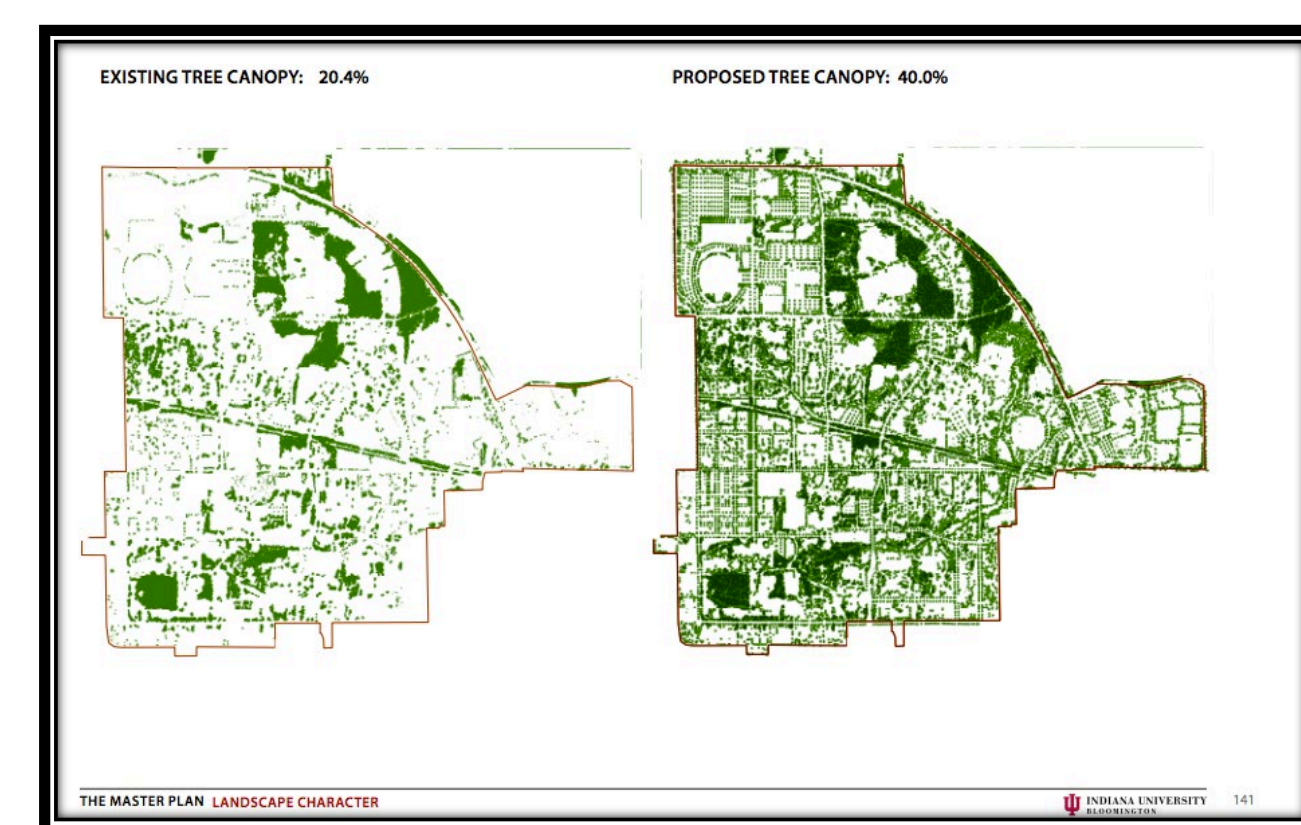 EXISTING TREE CANOPY: 20.4%
PROPOSED TREE CANOPY: 40.0%
THE MASTER PLAN LANDSCAPE CHARACTER
INDIANA UNIVERSITY
BLOOMINGTON
141